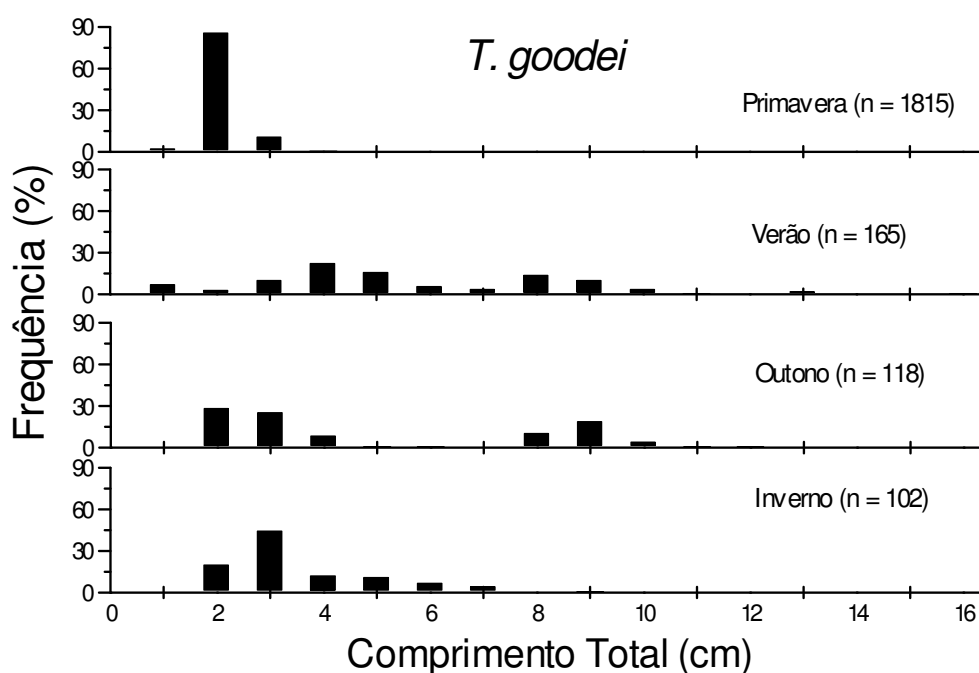 T. goodei
Frequência (%)
90
60
30
0
Primavera (n = 1815)
90
60
30
0
Verão (n = 165)
90
60
30
0
Outono (n = 118)
90
60
30
0
Inverno (n = 102)
0 2 4 6 8 10 12 14 16
Comprimento Total (cm)